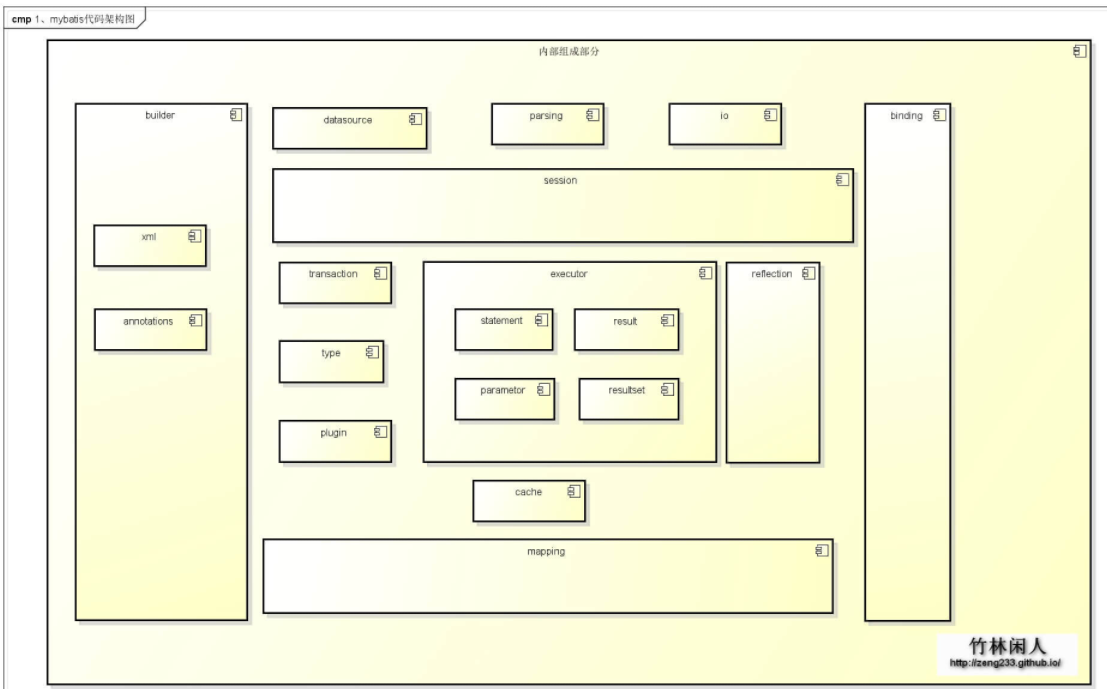 cmp 1、mybatis代码架构图
内部组成部分
builder
datasource
parsing
io
binding
session
xml
annotations
transaction
executor
reflection
statement
result
type
parametor
resultset
plugin
cache
mapping
竹林闲人
http://zeng233.github.io/